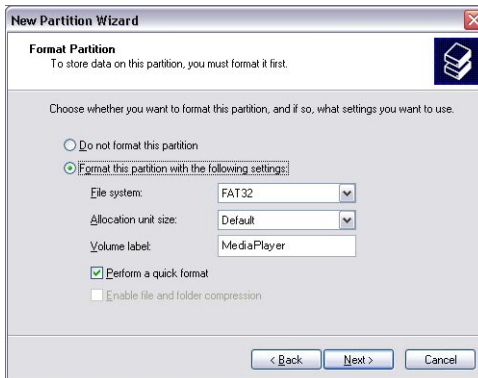 New Partition Wizard
Format Partition
To store data on this partition, you must format it first.
Choose whether you want to format this partition, and if so, what settings you want to use.
Do not format this partition
Format this partition with the following settings:
File system: FAT32
Allocation unit size: Default
Volume label: MediaPlayer
Perform a quick format
Enable file and folder compression
< Back Next > Cancel